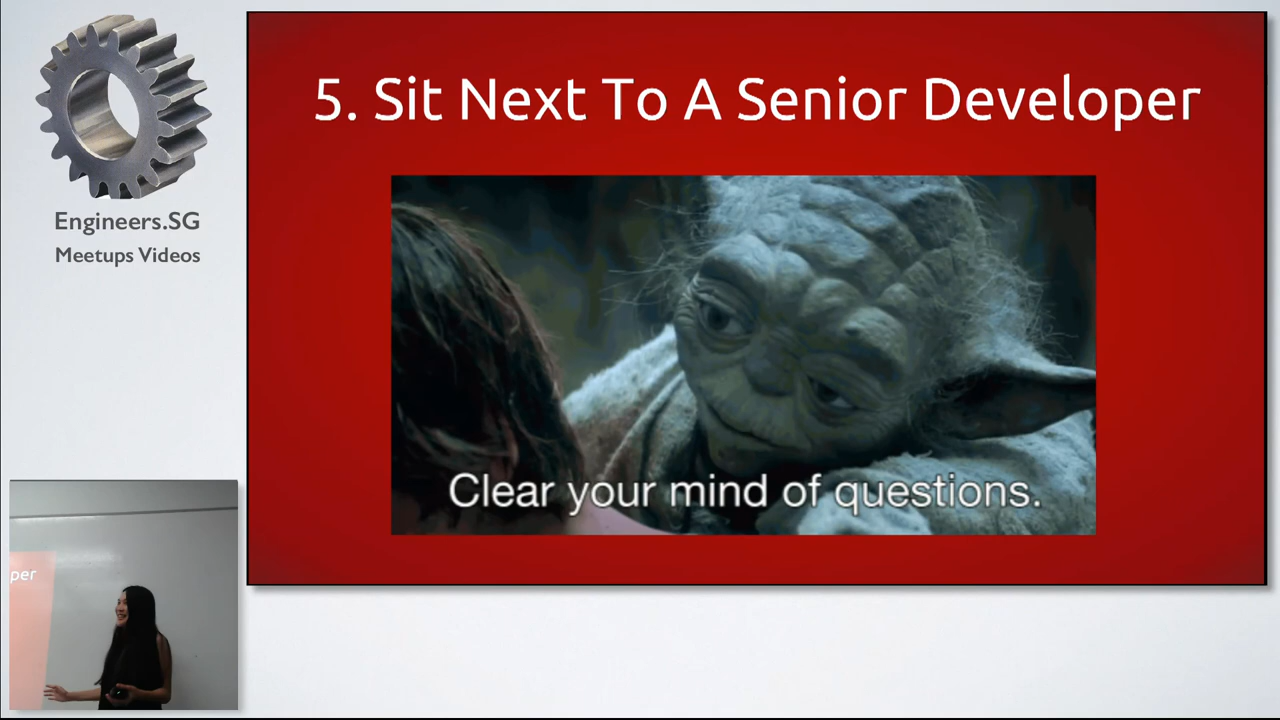 Engineers.SG
Meetups Videos
5. Sit Next To A Senior Developer
Clear your mind of questions.
per